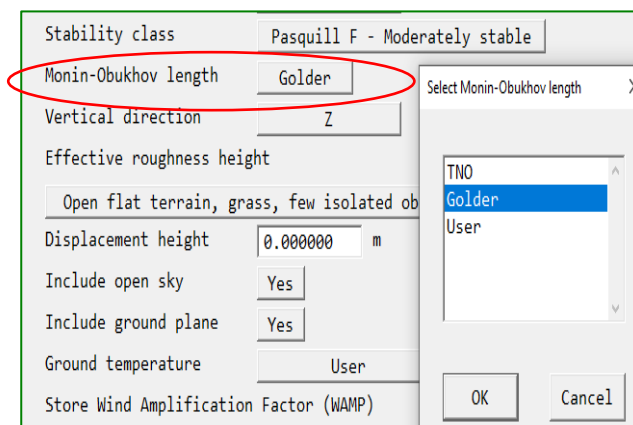 Stability class
Pasquill F - Moderately stable
Monin-Obukhov length
Golder
Vertical direction
Z
Effective roughness height
Open flat terrain, grass, few isolated ob
Displacement height
0.000000 m
Include open sky
Yes
Include ground plane
Yes
Ground temperature
User
Store Wind Amplification Factor (WAMP)
Select Monin-Obukhov length
TNO
Golder
User
OK
Cancel